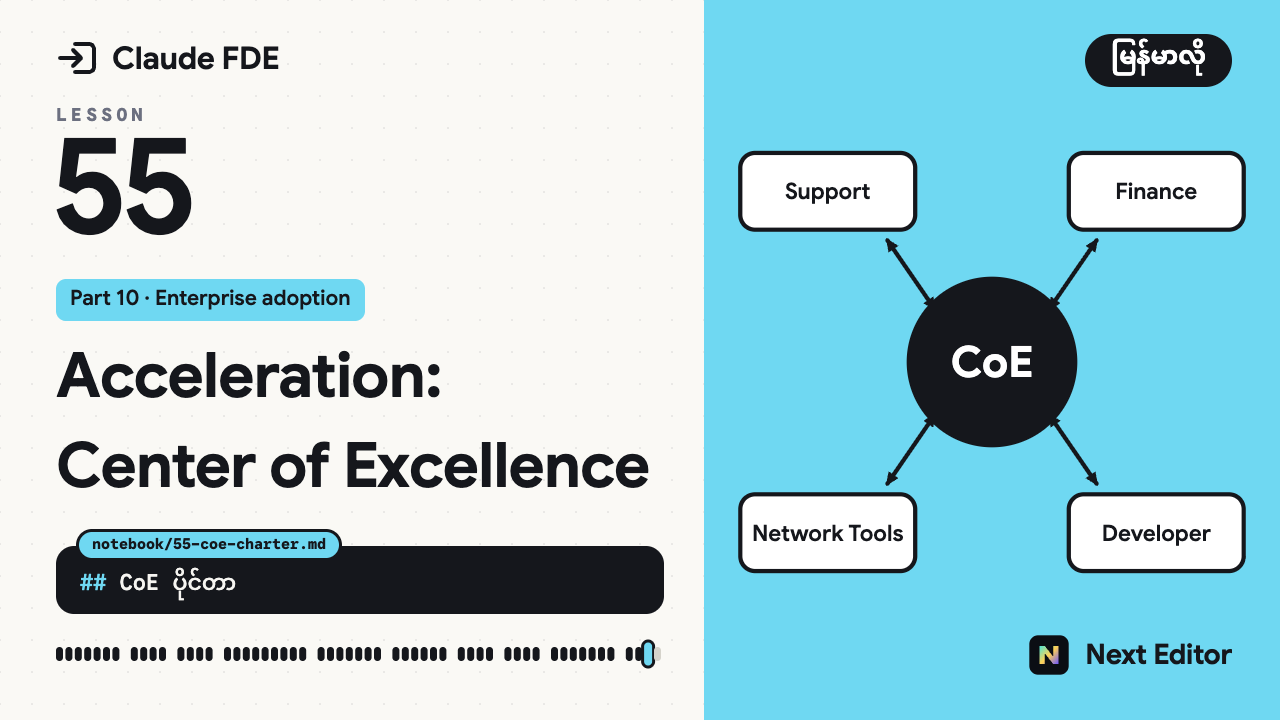 Claude FDE
LESSON
55
Part 10 · Enterprise adoption
Acceleration:
Center of Excellence
notebook/55-coe-charter.md
## CoE ပိုင်တာ
မြန်မာလို
Support
Finance
CoE
Network Tools
Developer
N
Next Editor